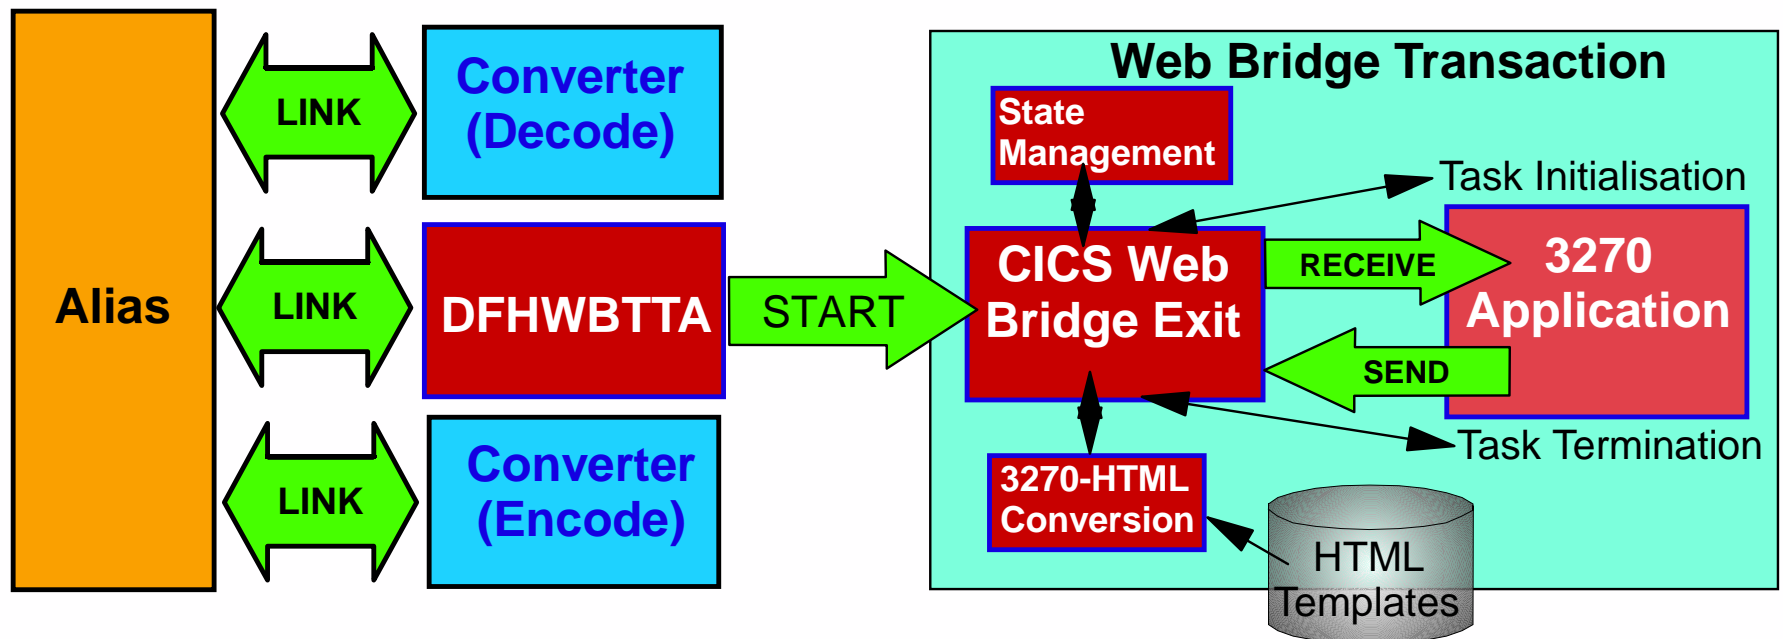 Alias
LINK
Converter
(Decode)
LINK
DFHWBTTA
START
LINK
Converter
(Encode)
Web Bridge Transaction
State
Management
Task Initialisation
CICS Web
Bridge Exit
RECEIVE
3270
Application
SEND
Task Termination
3270-HTML
Conversion
HTML
Templates